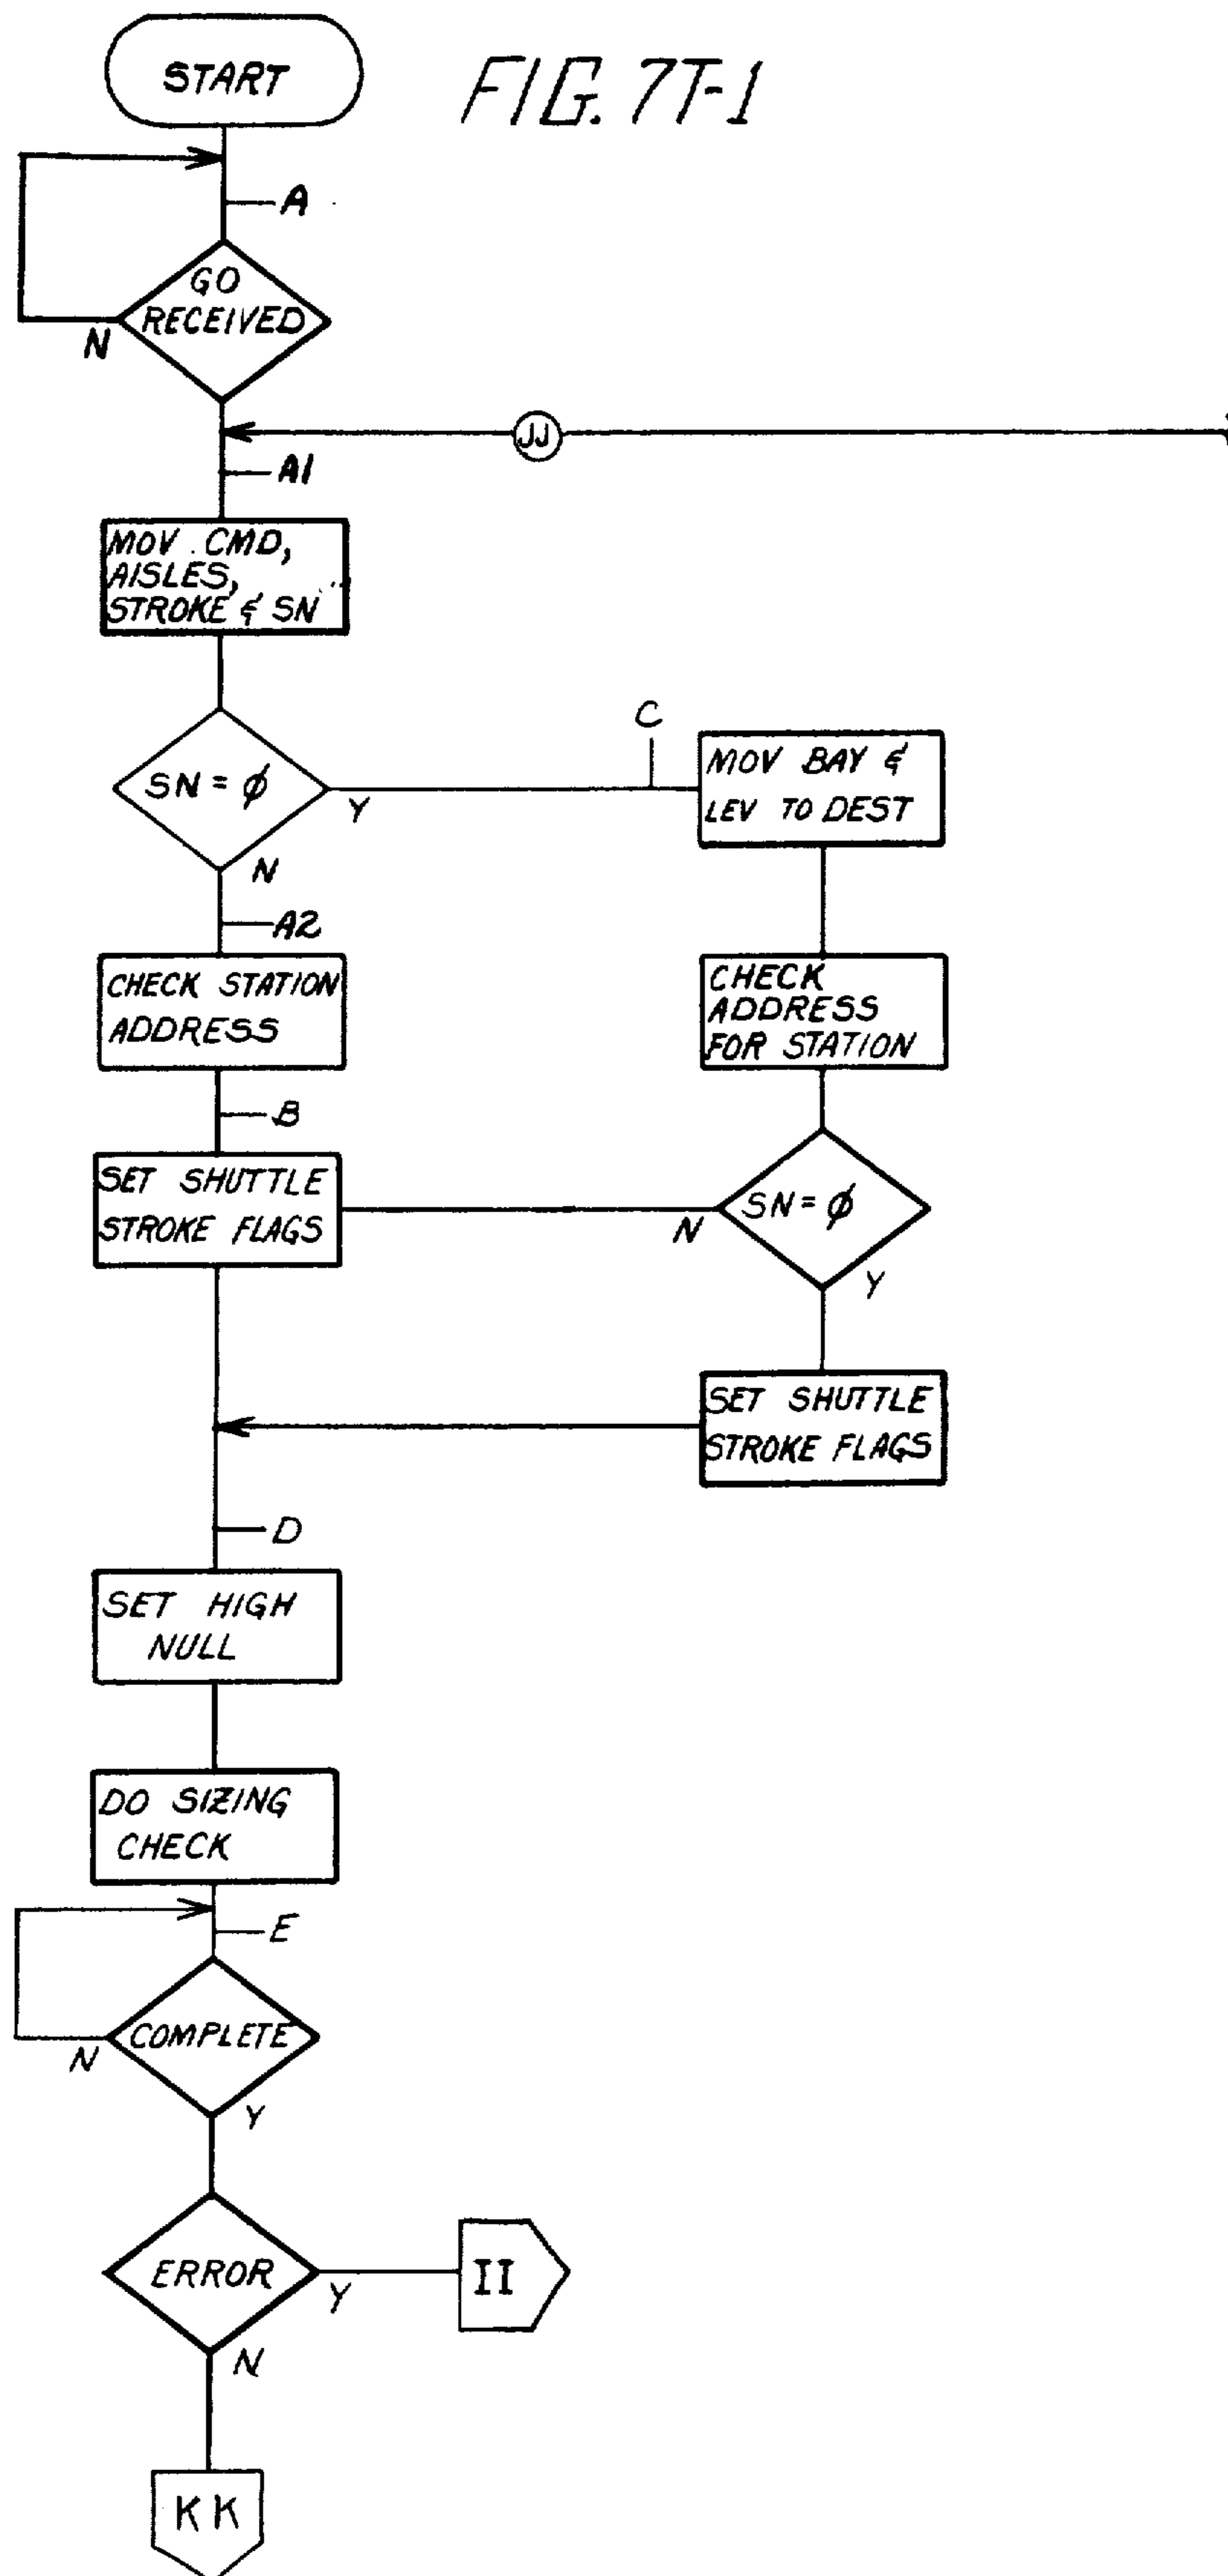 FIG. 7T-1
START
A
GO
RECEIVED
N
JJ
A1
MOV. CMD,
AISLES,
STROKE & SN
SN = ϕ
Y
N
C
MOV BAY &
LEV TO DEST
A2
CHECK STATION
ADDRESS
CHECK
ADDRESS
FOR STATION
B
SET SHUTTLE
STROKE FLAGS
SN = ϕ
N
Y
SET SHUTTLE
STROKE FLAGS
D
SET HIGH
NULL
DO SIZING
CHECK
E
COMPLETE
N
Y
ERROR
Y
II
N
KK